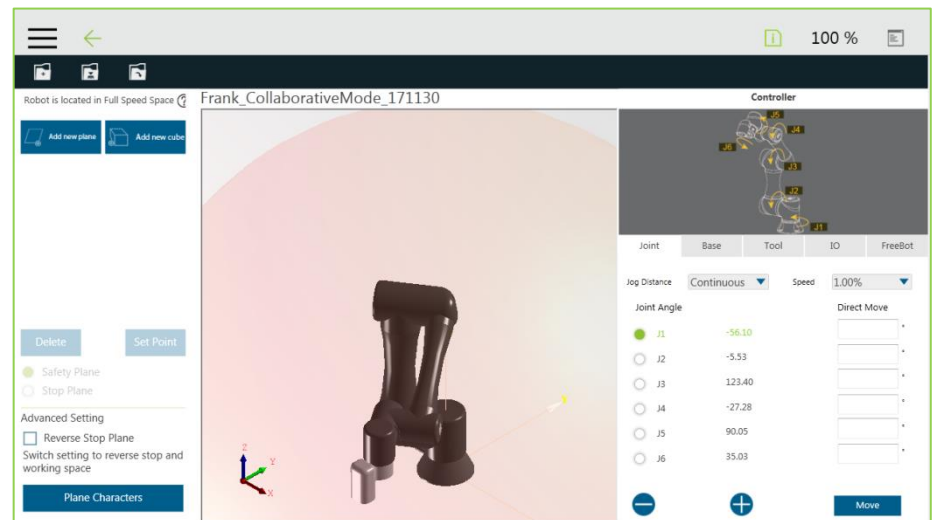 100 %
Robot is located in Full Speed Space
Frank_CollaborativeMode_171130
Controller
Add new plane
Add new cube
J5
J4
J6
J3
J2
J1
Joint Base Tool IO FreeBot
Jog Distance Continuous Speed 1.00%
Joint Angle Direct Move
J1 -56.10 °
J2 -5.53 °
J3 123.40 °
J4 -27.28 °
J5 90.05 °
J6 35.03
Delete
Set Point
Safety Plane
Stop Plane
Advanced Setting
Reverse Stop Plane
Switch setting to reverse stop and
working space
Plane Characters
Z
Y
X
Move